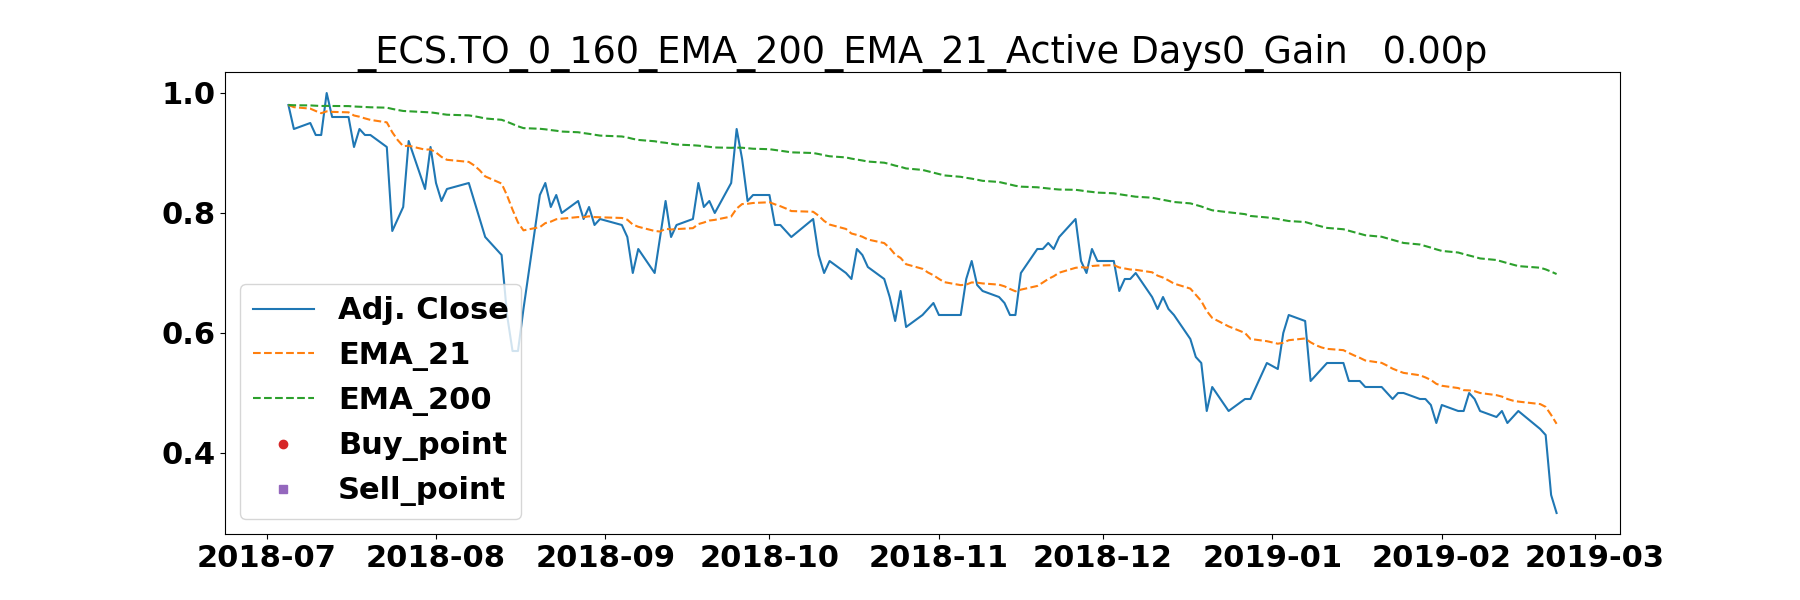 _ECS.TO_0_160_EMA_200_EMA_21_Active Days0_Gain   0.00p
1.0
0.8
0.6
0.4
Adj. Close
EMA_21
EMA_200
Buy_point
Sell_point
2018-07 2018-08 2018-09 2018-10 2018-11 2018-12 2019-01 2019-02 2019-03